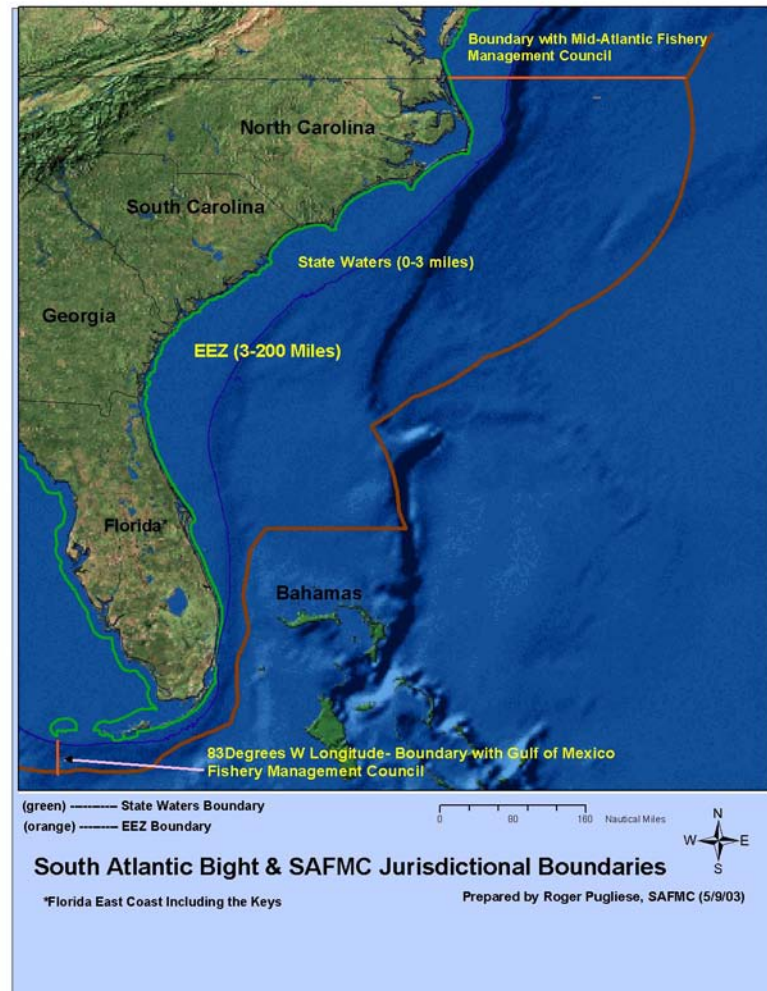 Boundary with Mid-Atlantic Fishery
Management Council
North Carolina
South Carolina
State Waters (0-3 miles)
Georgia
EEZ (3-200 Miles)
Florida*
Bahamas
83Degrees W Longitude- Boundary with Gulf of Mexico
Fishery Management Council
(green) ----------- State Waters Boundary
(orange) --------- EEZ Boundary
0 80 160 Nautical Miles
N
W E
S
South Atlantic Bight & SAFMC Jurisdictional Boundaries
*Florida East Coast Including the Keys
Prepared by Roger Pugliese, SAFMC (5/9/03)